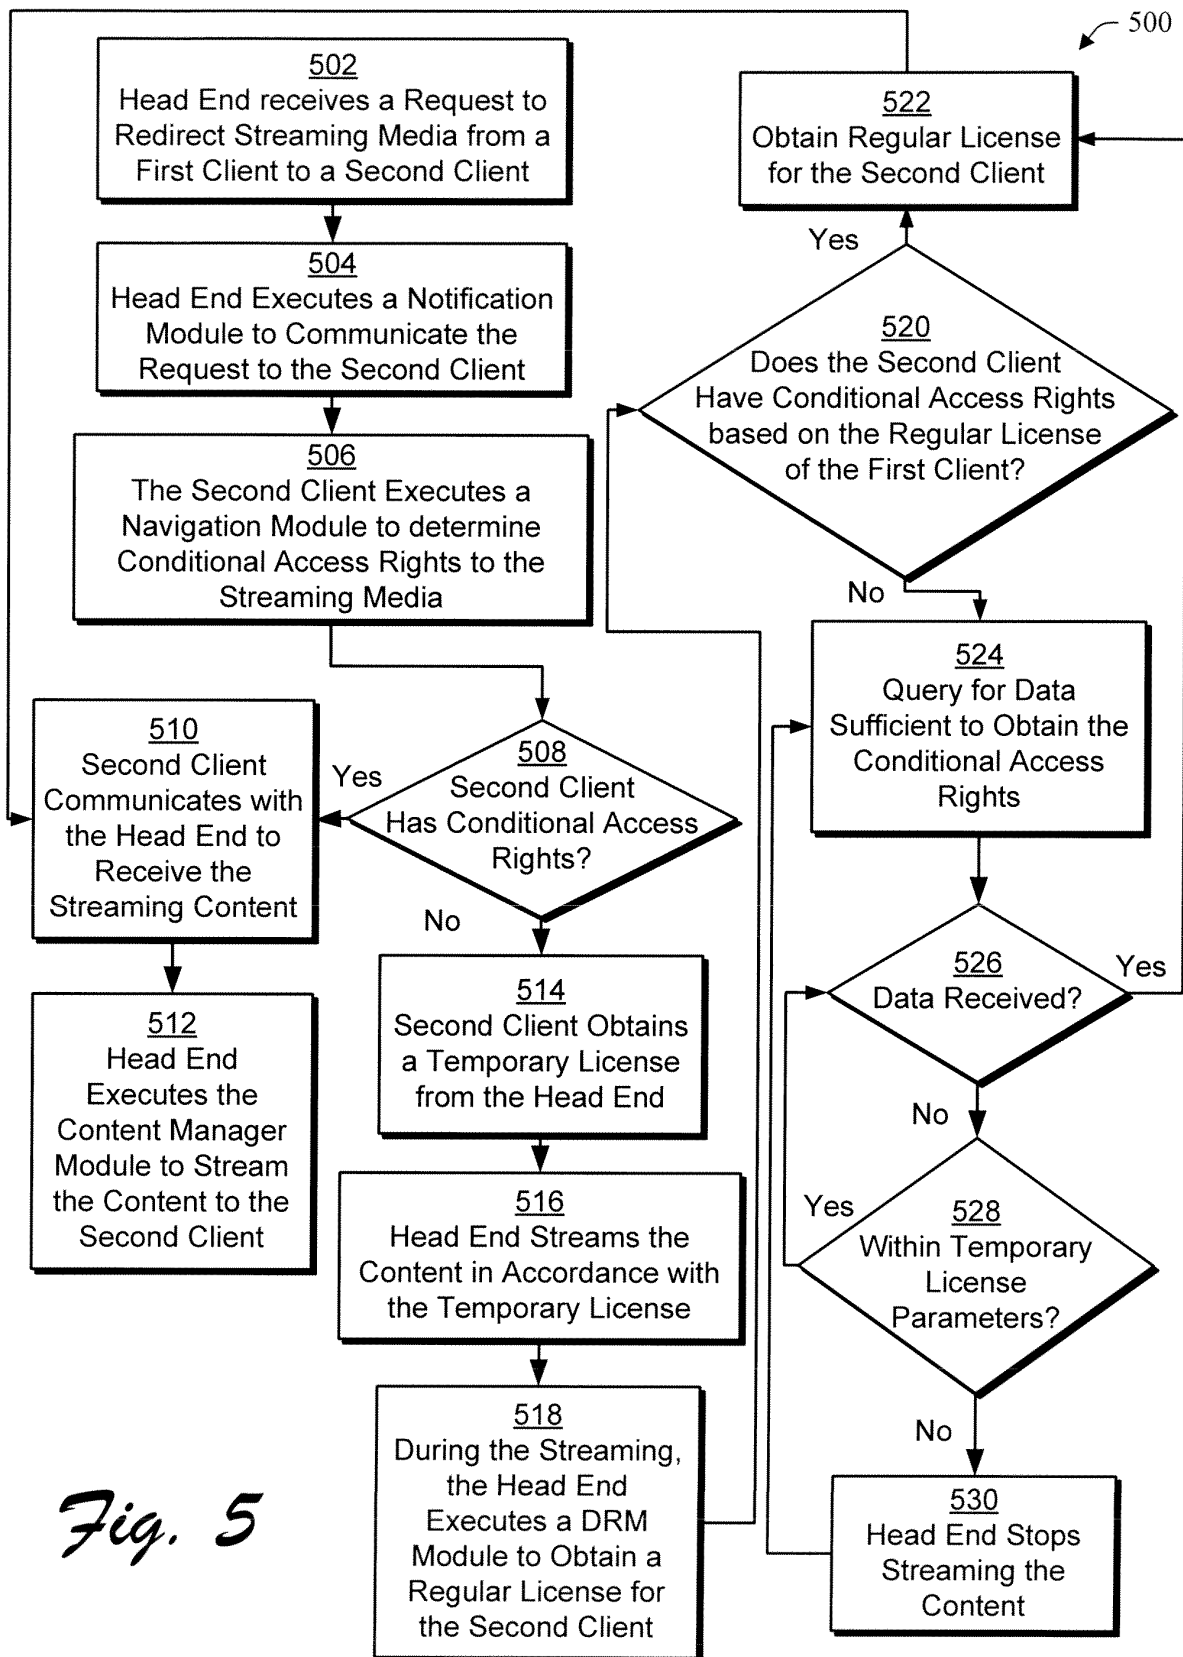 500
502
Head End receives a Request to
Redirect Streaming Media from a
First Client to a Second Client
504
Head End Executes a Notification
Module to Communicate the
Request to the Second Client
506
The Second Client Executes a
Navigation Module to determine
Conditional Access Rights to the
Streaming Media
508
Second Client
Has Conditional Access
Rights?
Yes
No
510
Second Client
Communicates with
the Head End to
Receive the
Streaming Content
512
Head End
Executes the
Content Manager
Module to Stream
the Content to the
Second Client
514
Second Client Obtains
a Temporary License
from the Head End
516
Head End Streams the
Content in Accordance with
the Temporary License
518
During the Streaming,
the Head End
Executes a DRM
Module to Obtain a
Regular License for
the Second Client
522
Obtain Regular License
for the Second Client
Yes
520
Does the Second Client
Have Conditional Access Rights
based on the Regular License
of the First Client?
No
524
Query for Data
Sufficient to Obtain the
Conditional Access
Rights
526
Data Received?
Yes
No
528
Within Temporary
License
Parameters?
Yes
No
530
Head End Stops
Streaming the
Content
Fig. 5